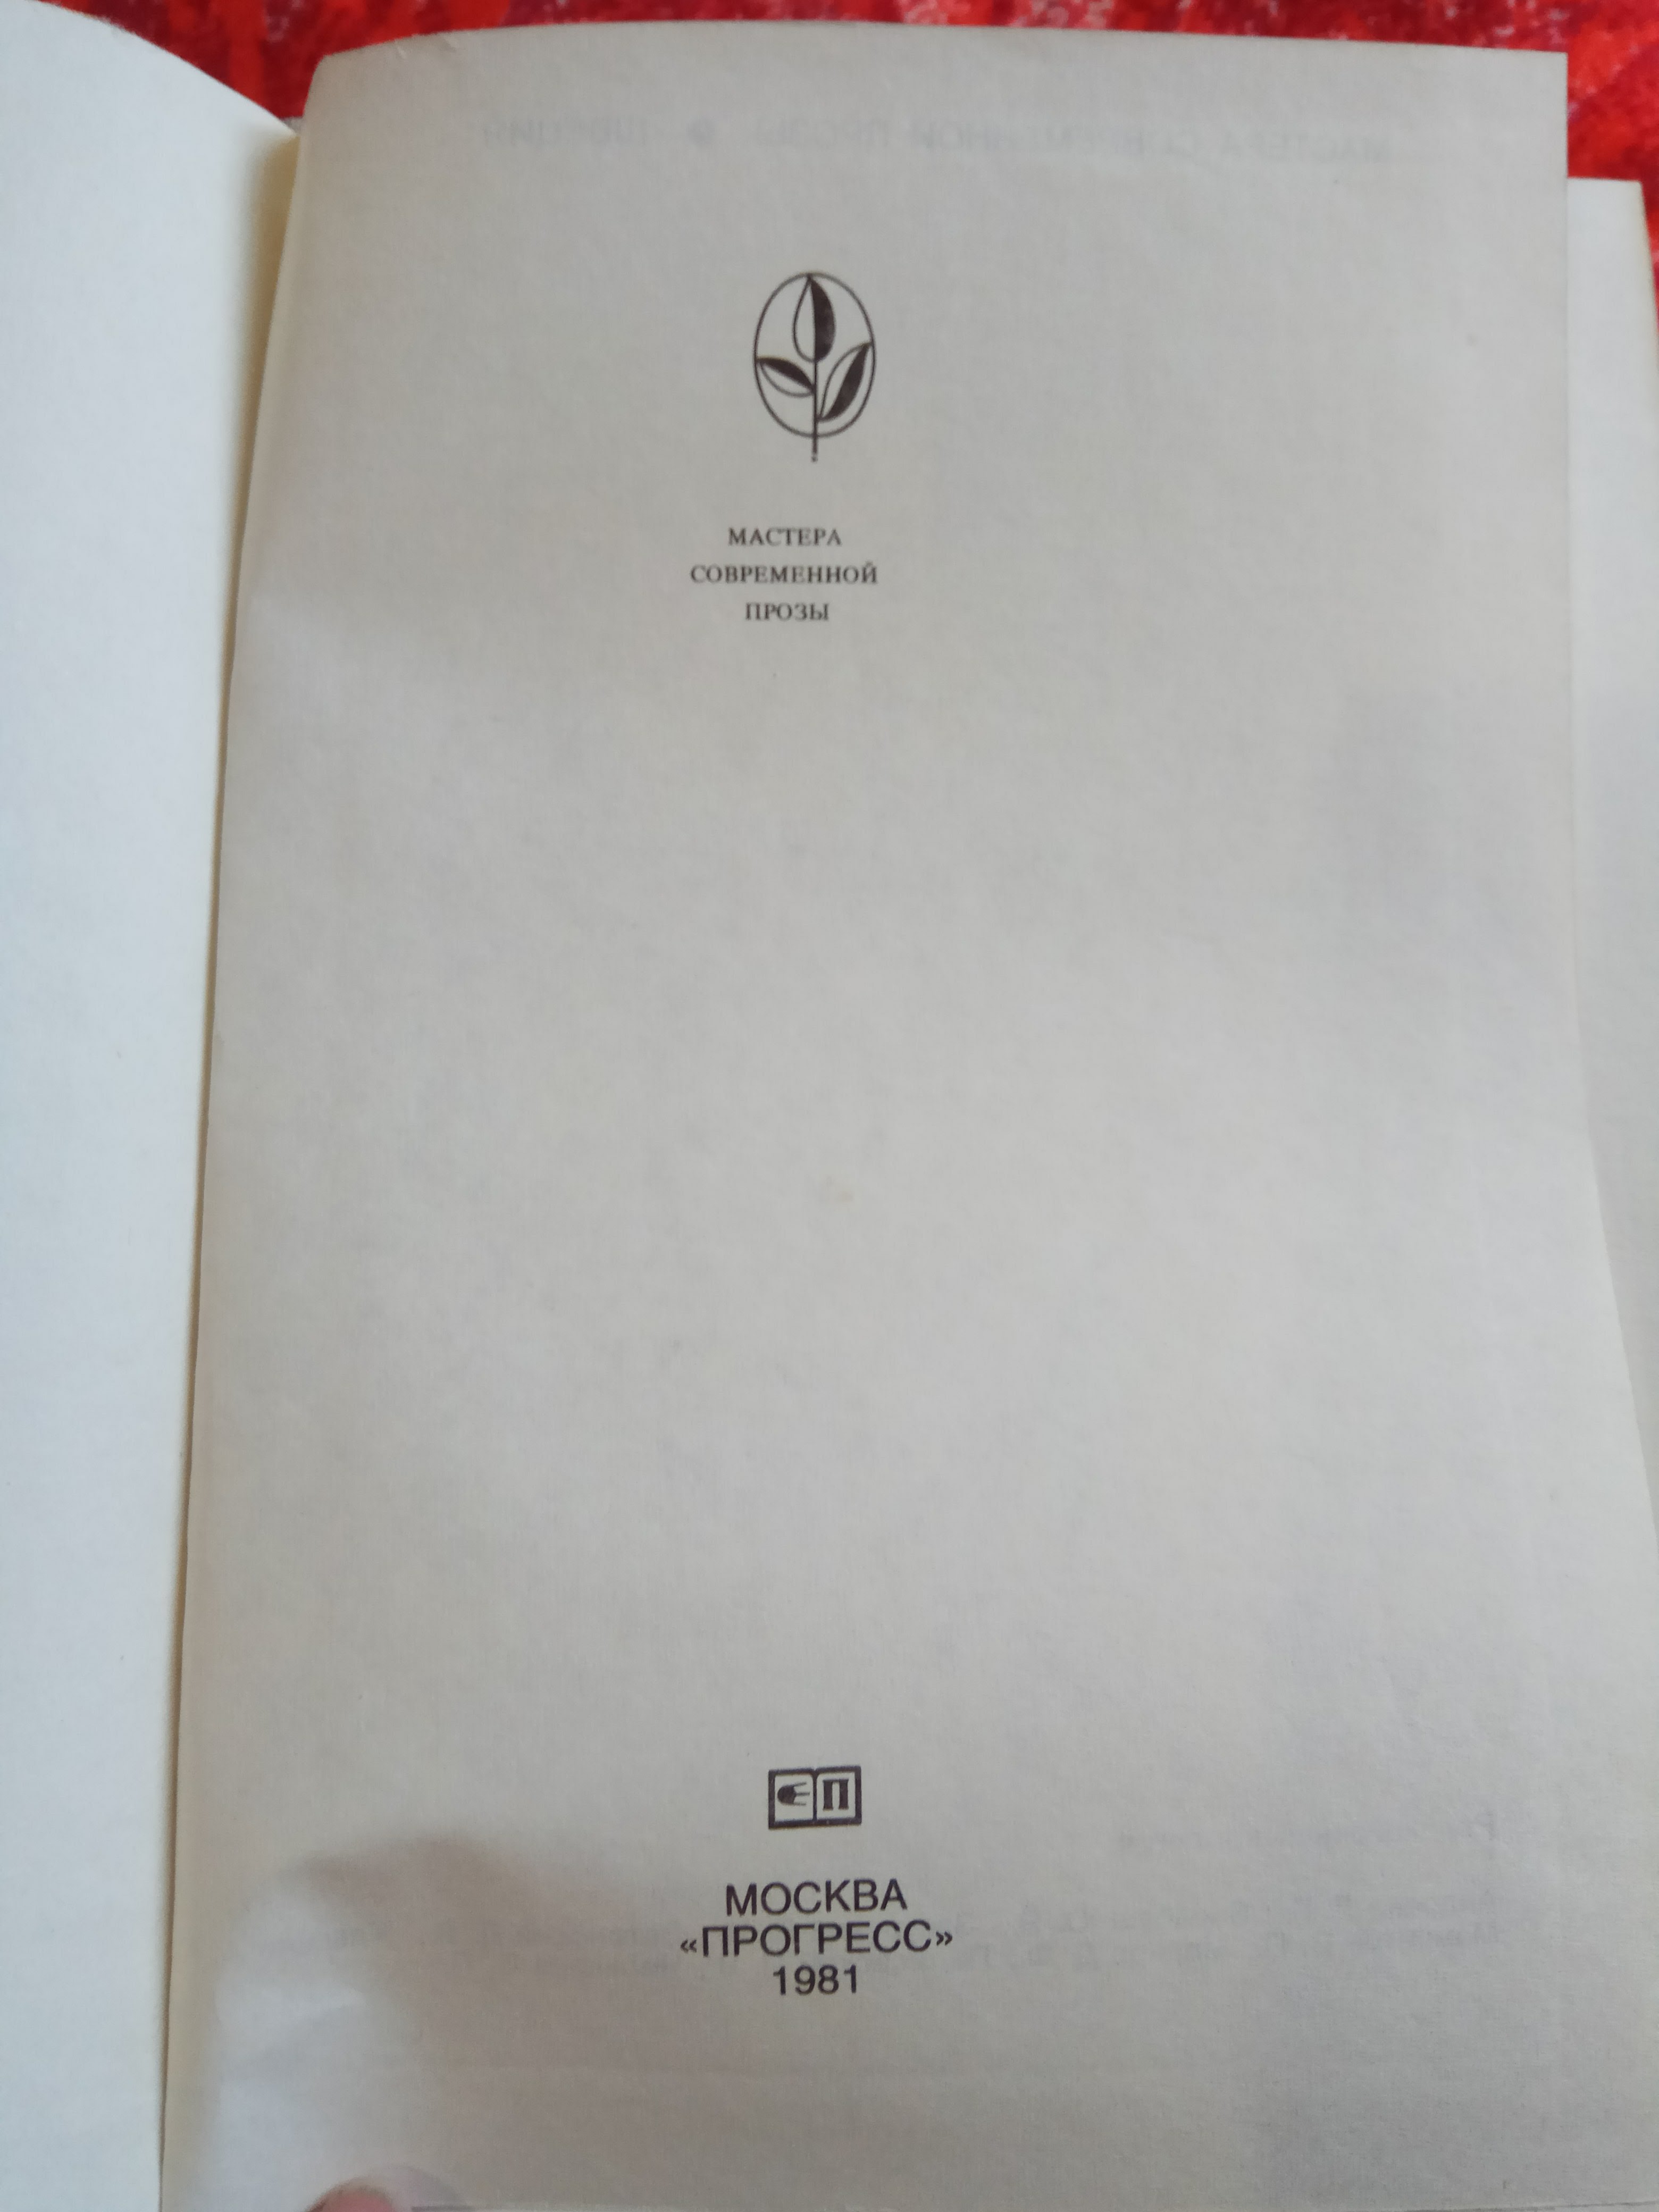 МАСТЕРА
СОВРЕМЕННОЙ
ПРОЗЫ
П
МОСКВА
«ПРОГРЕСС»
1981